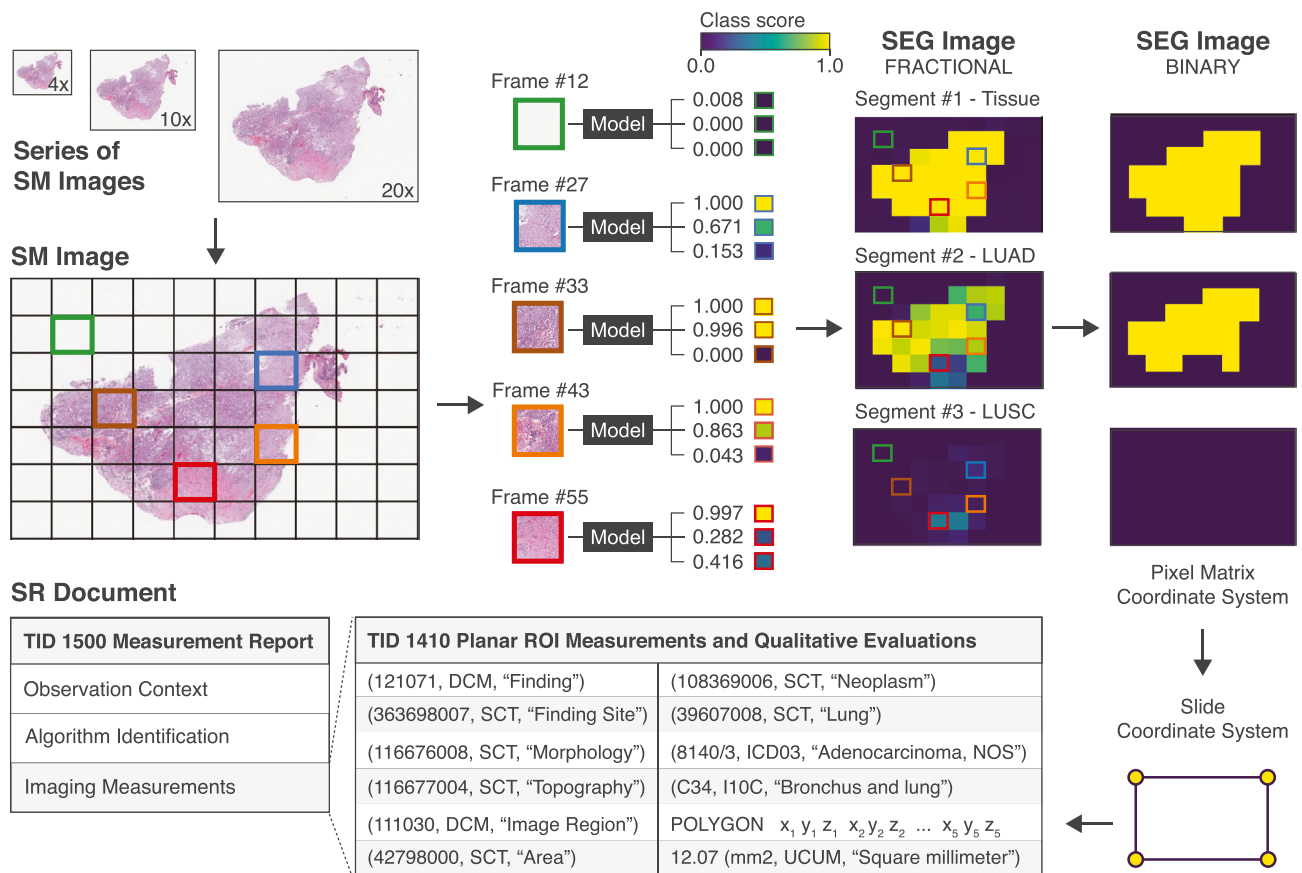 4x
10x
20x
Series of
SM Images
SM Image
Class score
0.0
1.0
Frame #12
Model
0.008
0.000
0.000
Frame #27
Model
1.000
0.671
0.153
Frame #33
Model
1.000
0.996
0.000
Frame #43
Model
1.000
0.863
0.043
Frame #55
Model
0.997
0.282
0.416
SEG Image
FRACTIONAL
Segment #1 - Tissue
Segment #2 - LUAD
Segment #3 - LUSC
SEG Image
BINARY
Pixel Matrix
Coordinate System
Slide
Coordinate System
SR Document
TID 1500 Measurement Report
Observation Context
Algorithm Identification
Imaging Measurements
TID 1410 Planar ROI Measurements and Qualitative Evaluations
(121071, DCM, “Finding”) (108369006, SCT, “Neoplasm”)
(363698007, SCT, “Finding Site”) (39607008, SCT, “Lung”)
(116676008, SCT, “Morphology”) (8140/3, ICD03, “Adenocarcinoma, NOS”)
(116677004, SCT, “Topography”) (C34, I10C, “Bronchus and lung”)
(111030, DCM, “Image Region”) POLYGON x₁ y₁ z₁ x₂ y₂ z₂ ... x₅ y₅ z₅
(42798000, SCT, “Area”) 12.07 (mm2, UCUM, “Square millimeter”)